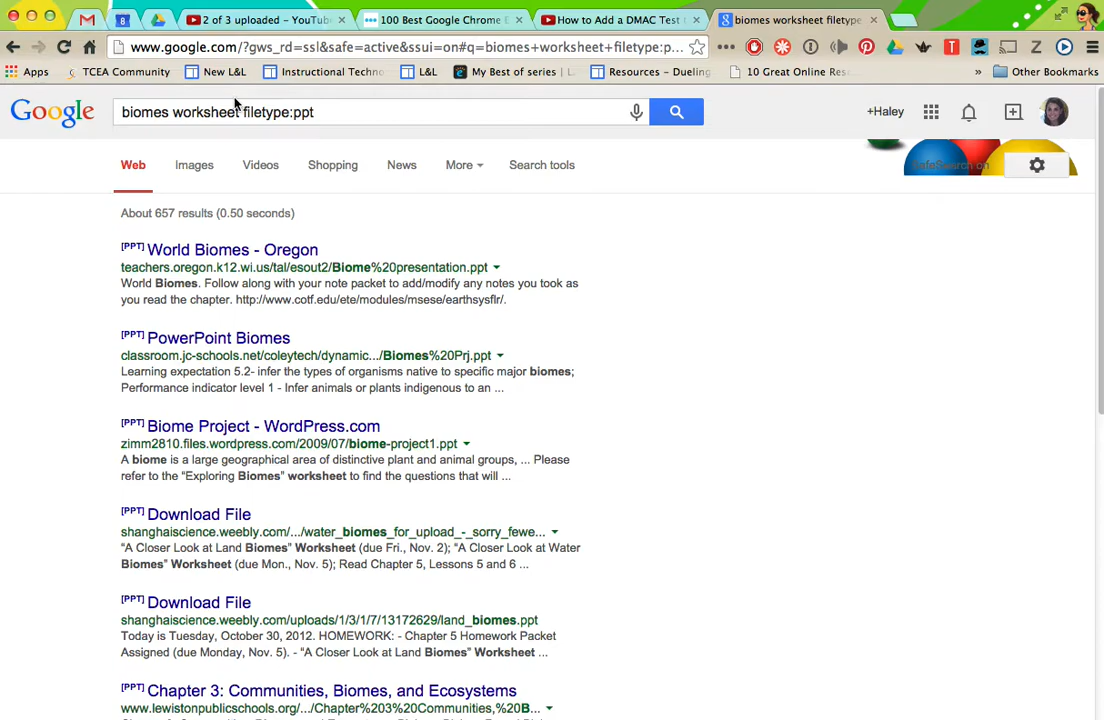 2 of 3 uploaded - YouTub
100 Best Google Chrome E
How to Add a DMAC Test
biomes worksheet filetype
www.google.com/?gws_rd=ssl&safe=active&ssui=on#q=biomes+worksheet+filetype:p...
Apps TCEA Community New L&L Instructional Techno L&L My Best of series | L Resources - Dueling 10 Great Online Res » Other Bookmarks
Google biomes worksheet filetype:ppt +Haley
Web Images Videos Shopping News More Search tools SafeSearch on
About 657 results (0.50 seconds)
[PPT] World Biomes - Oregon
teachers.oregon.k12.wi.us/tal/esout2/Biome%20presentation.ppt
World Biomes. Follow along with your note packet to add/modify any notes you took as
you read the chapter. http://www.cotf.edu/ete/modules/msese/earthsysflr/.
[PPT] PowerPoint Biomes
classroom.jc-schools.net/coleytech/dynamic.../Biomes%20Prj.ppt
Learning expectation 5.2- infer the types of organisms native to specific major biomes;
Performance indicator level 1 - Infer animals or plants indigenous to an ...
[PPT] Biome Project - WordPress.com
zimm2810.files.wordpress.com/2009/07/biome-project1.ppt
A biome is a large geographical area of distinctive plant and animal groups, ... Please
refer to the “Exploring Biomes” worksheet to find the questions that will ...
[PPT] Download File
shanghaiscience.weebly.com/.../water_biomes_for_upload_-_sorry_fewe...
“A Closer Look at Land Biomes” Worksheet (due Fri., Nov. 2); “A Closer Look at Water
Biomes” Worksheet (due Mon., Nov. 5); Read Chapter 5, Lessons 5 and 6 ...
[PPT] Download File
shanghaiscience.weebly.com/uploads/1/3/1/7/13172629/land_biomes.ppt
Today is Tuesday, October 30, 2012. HOMEWORK: - Chapter 5 Homework Packet
Assigned (due Monday, Nov. 5). - “A Closer Look at Land Biomes” Worksheet ...
[PPT] Chapter 3: Communities, Biomes, and Ecosystems
www.lewistonpublicschools.org/.../Chapter%203%20Communities,%20B...